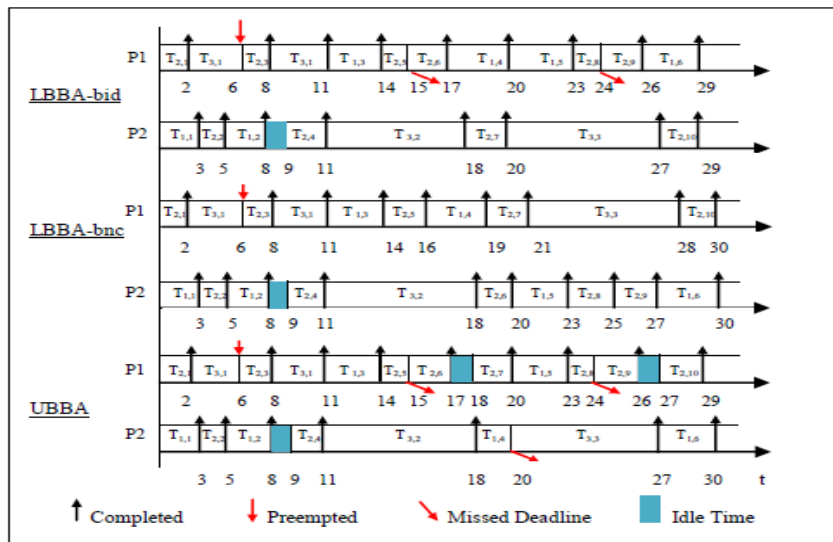 P1 T2,1 T3,1 T2,3 T3,1 T1,3 T2,5 T2,6 T1,4 T1,5 T2,8 T2,9 T1,6
2 6 8 11 14 15 17 20 23 24 26 29
LBBA-bid
P2 T1,1 T2,2 T1,2 T2,4 T3,2 T2,7 T3,3 T2,10
3 5 8 9 11 18 20 27 29
P1 T2,1 T3,1 T2,3 T3,1 T1,3 T2,5 T1,4 T2,7 T3,3 T2,10
LBBA-bnc
2 6 8 11 14 16 19 21 28 30
P2 T1,1 T2,2 T1,2 T2,4 T3,2 T2,6 T1,5 T2,8 T2,9 T1,6
3 5 8 9 11 18 20 23 25 27 30
P1 T2,1 T3,1 T2,3 T3,1 T1,3 T2,5 T2,6 T2,7 T1,5 T2,8 T2,9 T2,10
2 6 8 11 14 15 17 18 20 23 24 26 27 29
UBBA
P2 T1,1 T2,2 T1,2 T2,4 T3,2 T1,4 T3,3 T1,6
3 5 8 9 11 18 20 27 30 t
Completed Preempted Missed Deadline Idle Time